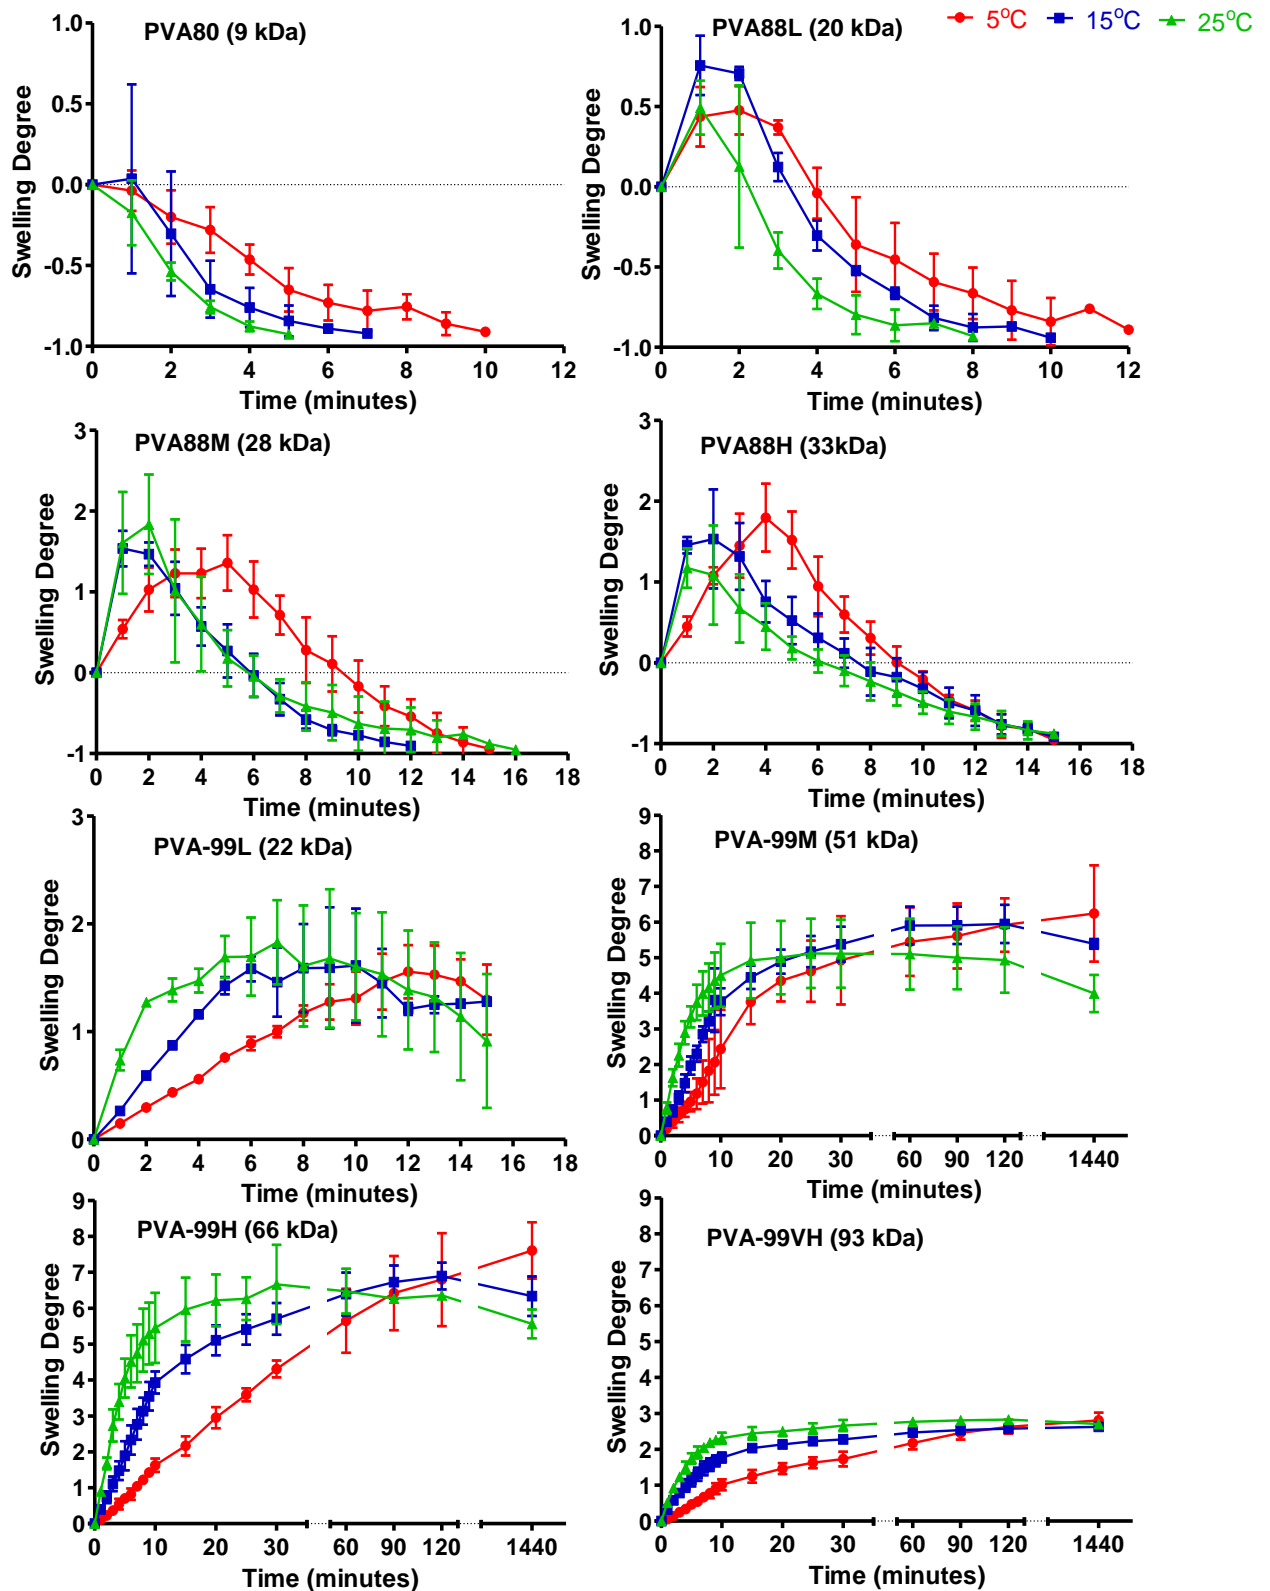 PVA80 (9 kDa)
1.0
0.5
0.0
-0.5
-1.0
Swelling Degree
0 2 4 6 8 10 12
Time (minutes)
PVA88L (20 kDa)
5°C 15°C 25°C
1.0
0.5
0.0
-0.5
-1.0
Swelling Degree
0 2 4 6 8 10 12
Time (minutes)
PVA88M (28 kDa)
3
2
1
0
-1
Swelling Degree
0 2 4 6 8 10 12 14 16 18
Time (minutes)
PVA88H (33kDa)
3
2
1
0
-1
Swelling Degree
0 2 4 6 8 10 12 14 16 18
Time (minutes)
PVA-99L (22 kDa)
3
2
1
0
Swelling Degree
0 2 4 6 8 10 12 14 16 18
Time (minutes)
PVA-99M (51 kDa)
9
8
7
6
5
4
3
2
1
0
Swelling Degree
0 10 20 30 60 90 120 1440
Time (minutes)
PVA-99H (66 kDa)
9
8
7
6
5
4
3
2
1
0
Swelling Degree
0 10 20 30 60 90 120 1440
Time (minutes)
PVA-99VH (93 kDa)
9
8
7
6
5
4
3
2
1
0
Swelling Degree
0 10 20 30 60 90 120 1440
Time (minutes)